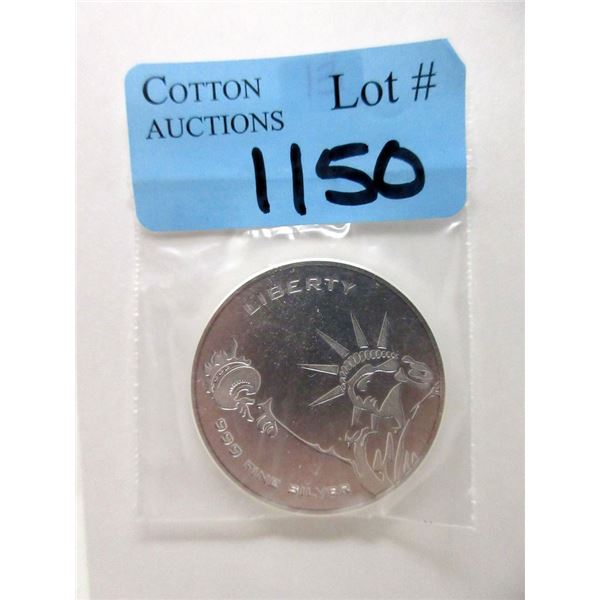 COTTON
AUCTIONS
Lot #
1150
LIBERTY
999 FINE SILVER